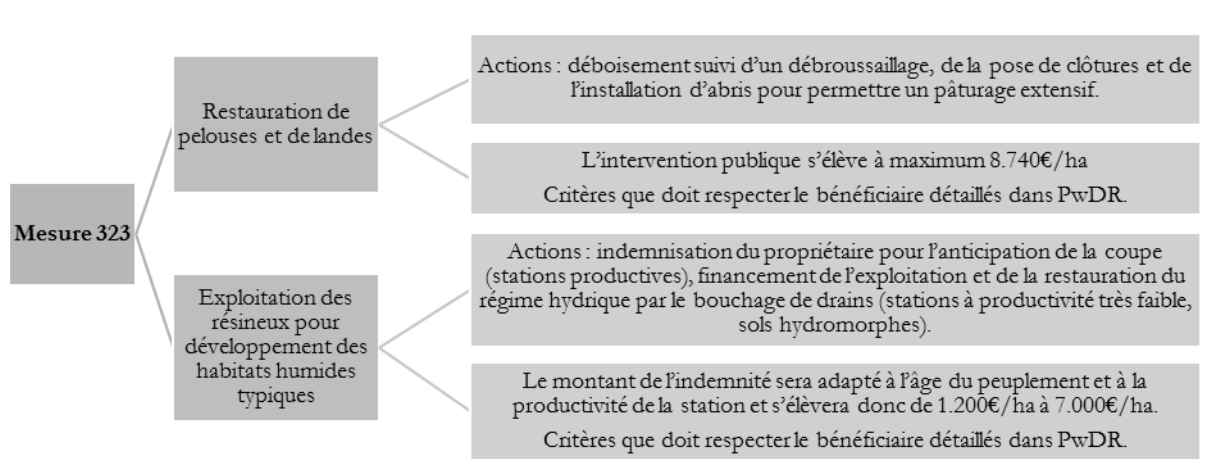 Mesure 323
Restauration de
pelouses et de landes
Actions : déboisement suivi d'un débroussaillage, de la pose de clôtures et de
l'installation d'abris pour permettre un pâturage extensif.
L'intervention publique s'élève à maximum 8.740€/ha
Critères que doit respecter le bénéficiaire détaillés dans PwDR.
Exploitation des
résineux pour
développement des
habitats humides
typiques
Actions : indemnisation du propriétaire pour l'anticipation de la coupe
(stations productives), financement de l'exploitation et de la restauration du
régime hydrique par le bouchage de drains (stations à productivité très faible,
sols hydromorphes).
Le montant de l'indemnité sera adapté à l'âge du peuplement et à la
productivité de la station et s'élèvera donc de 1.200€/ha à 7.000€/ha.
Critères que doit respecter le bénéficiaire détaillés dans PwDR.